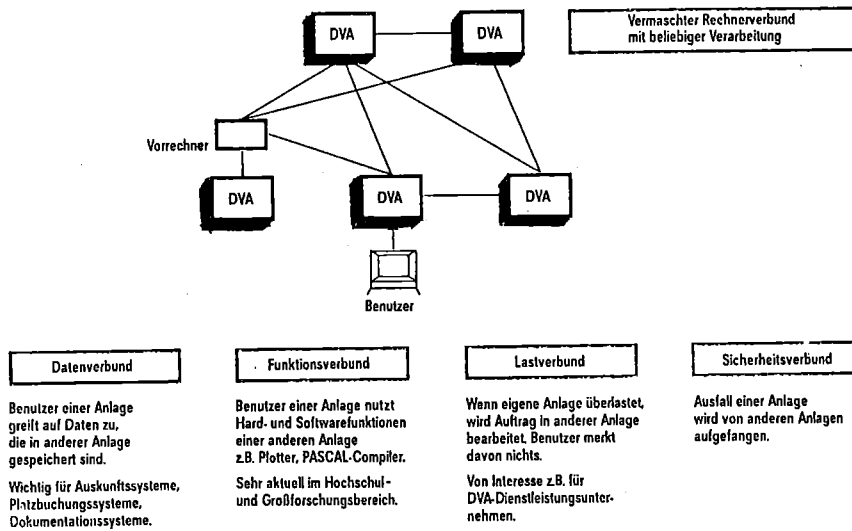 DVA
DVA
Vermaschter Rechnerverbund
mit beliebiger Verarbeitung
Vorrechner
DVA
DVA
DVA
Benutzer
Datenverbund
Benutzer einer Anlage
greift auf Daten zu,
die in anderer Anlage
gespeichert sind.
Wichtig für Auskunftssysteme,
Platzbuchungssysteme,
Dokumentationssysteme.
Funktionsverbund
Benutzer einer Anlage nutzt
Hard- und Softwarefunktionen
einer anderen Anlage
z.B. Plotter, PASCAL-Compiler.
Sehr aktuell im Hochschul-
und Großforschungsbereich.
Lastverbund
Wenn eigene Anlage überlastet,
wird Auftrag in anderer Anlage
bearbeitet. Benutzer merkt
davon nichts.
Von Interesse z.B. für
DVA-Dienstleistungsunter-
nehmen.
Sicherheitsverbund
Ausfall einer Anlage
wird von anderen Anlagen
aufgefangen.